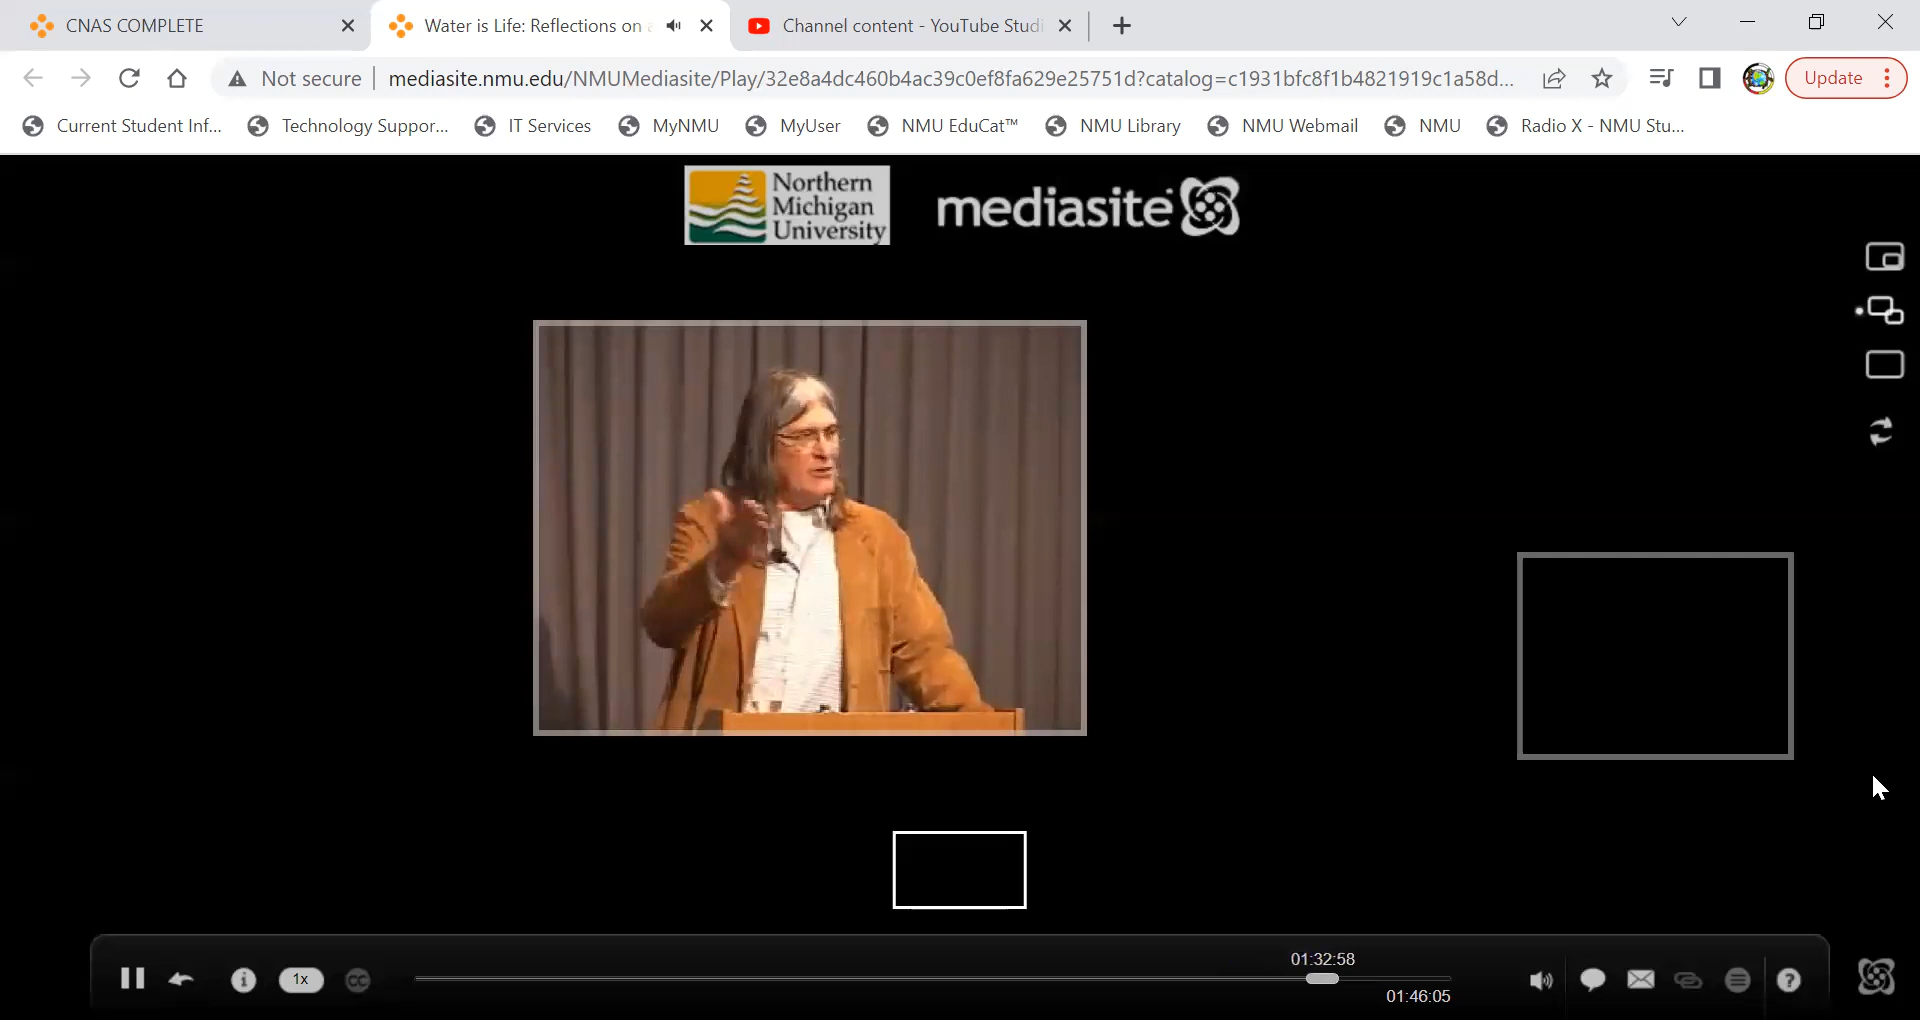 CNAS COMPLETE
Water is Life: Reflections on a
Channel content - YouTube Studi
Not secure
mediasite.nmu.edu/NMUMediasite/Play/32e8a4dc460b4ac39c0ef8fa629e25751d?catalog=c1931bfc8f1b4821919c1a58d...
Update
Current Student Inf...
Technology Suppor...
IT Services
MyNMU
MyUser
NMU EduCat™
NMU Library
NMU Webmail
NMU
Radio X - NMU Stu...
Northern
Michigan
University
mediasite
01:32:58
1x
CC
01:46:05